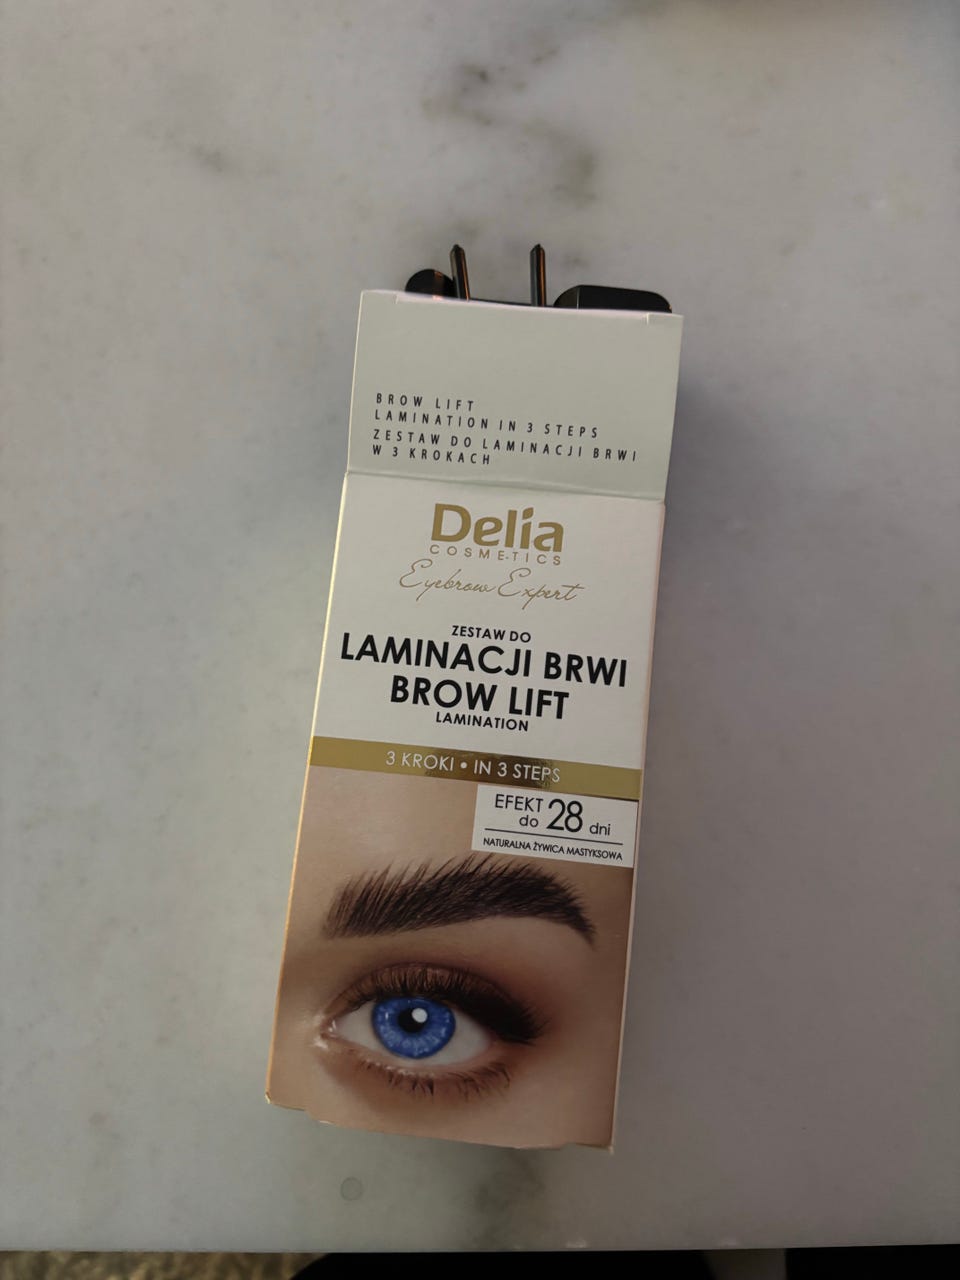 BROW LIFT
LAMINATION IN 3 STEPS
ZESTAW DO LAMINACJI BRWI
W 3 KROKACH
Delia
COSMETICS
Eyebrow Expert
ZESTAW DO
LAMINACJI BRWI
BROW LIFT
LAMINATION
3 KROKI • IN 3 STEPS
EFEKT
do 28 dni
NATURALNA ŻYWICA MASTYKSOWA